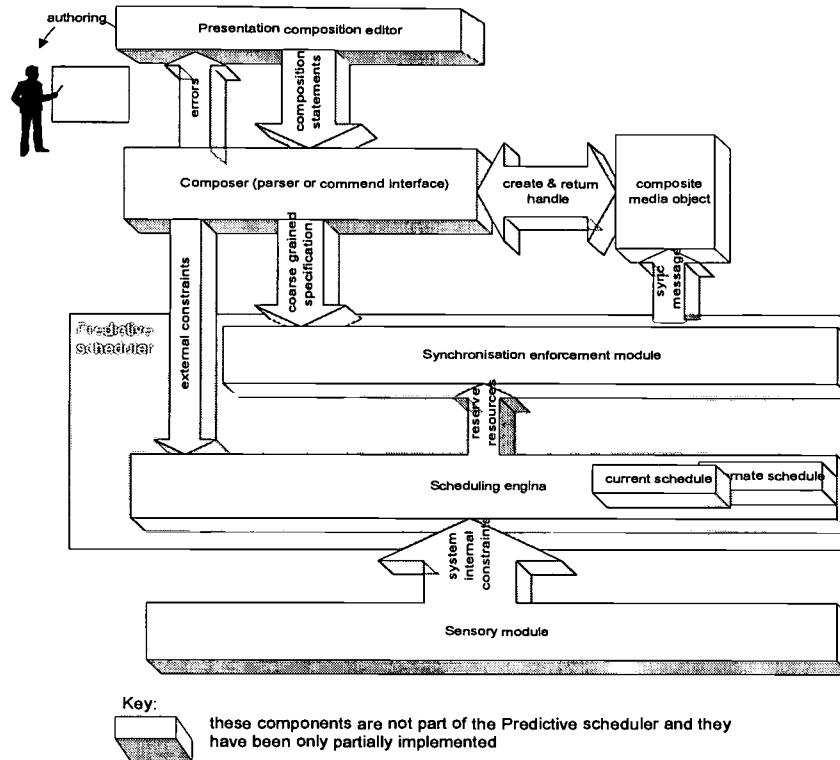 authoring
Presentation composition editor
errors
composition
statements
Composer (parser or commend interface)
create & return
handle
composite
media object
external constraints
coarse grained
specification
sync
message
Predictive
scheduler
Synchronisation enforcement module
reserve
resources
Scheduling engina
current schedule
rnate schedule
system
internal
constraints
Sensory module
Key:
these components are not part of the Predictive scheduler and they
have been only partially implemented